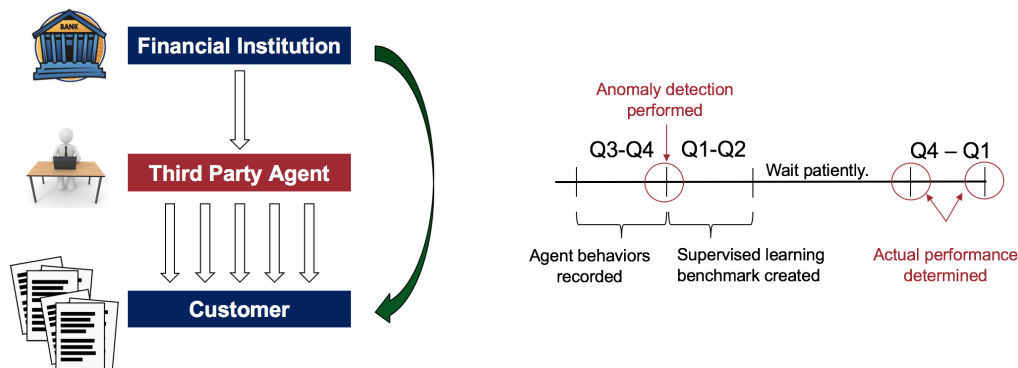 BANK
Financial Institution
Third Party Agent
Customer
Anomaly detection
performed
Q3-Q4
Q1-Q2
Wait patiently.
Q4 – Q1
Agent behaviors
recorded
Supervised learning
benchmark created
Actual performance
determined